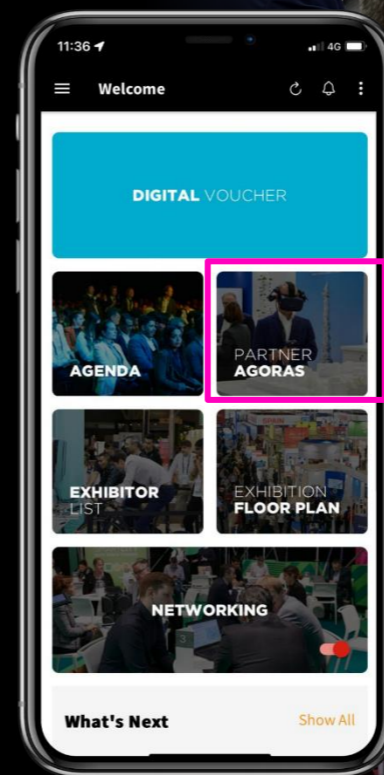 11:36
4G
Welcome
DIGITAL VOUCHER
AGENDA
PARTNER
AGORAS
EXHIBITOR
LIST
EXHIBITION
FLOOR PLAN
NETWORKING
What's Next
Show All